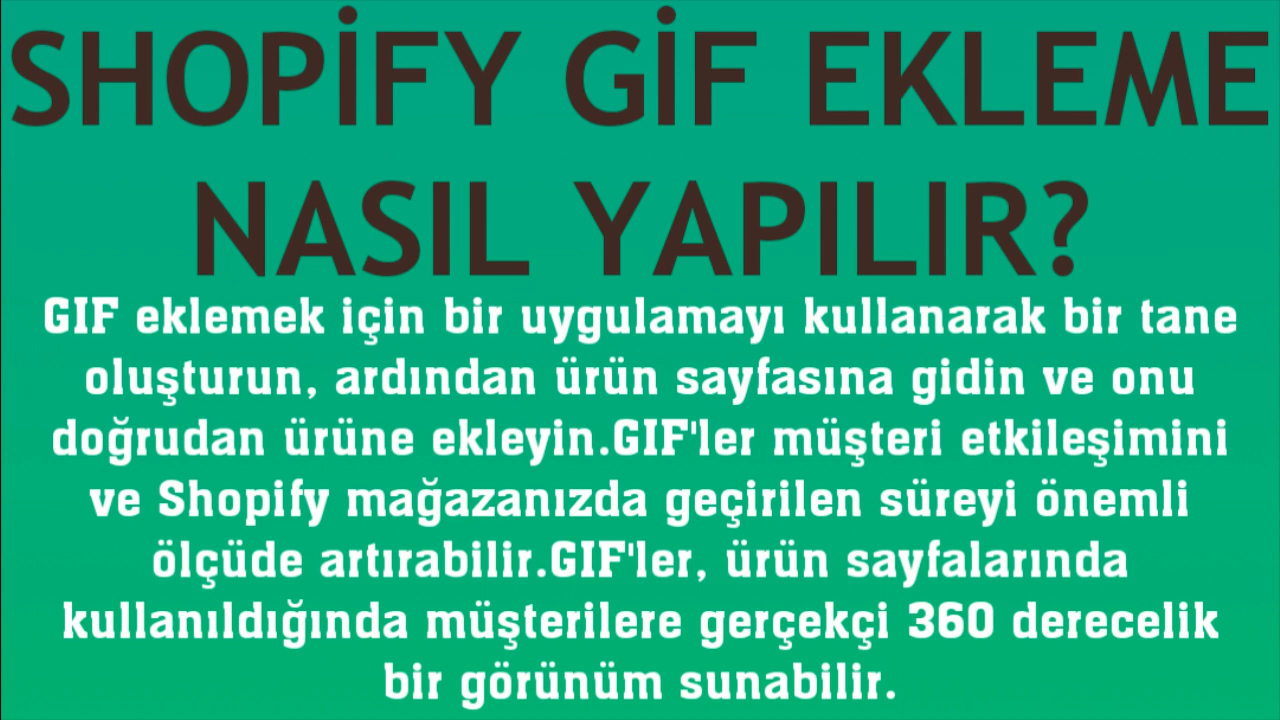 SHOPİFY GİF EKLEME
NASIL YAPILIR?
GIF eklemek için bir uygulamayı kullanarak bir tane
oluşturun, ardından ürün sayfasına gidin ve onu
doğrudan ürüne ekleyin.GIF'ler müşteri etkileşimini
ve Shopify mağazanızda geçirilen süreyi önemli
ölçüde artırabilir.GIF'ler, ürün sayfalarında
kullanıldığında müşterilere gerçekçi 360 derecelik
bir görünüm sunabilir.